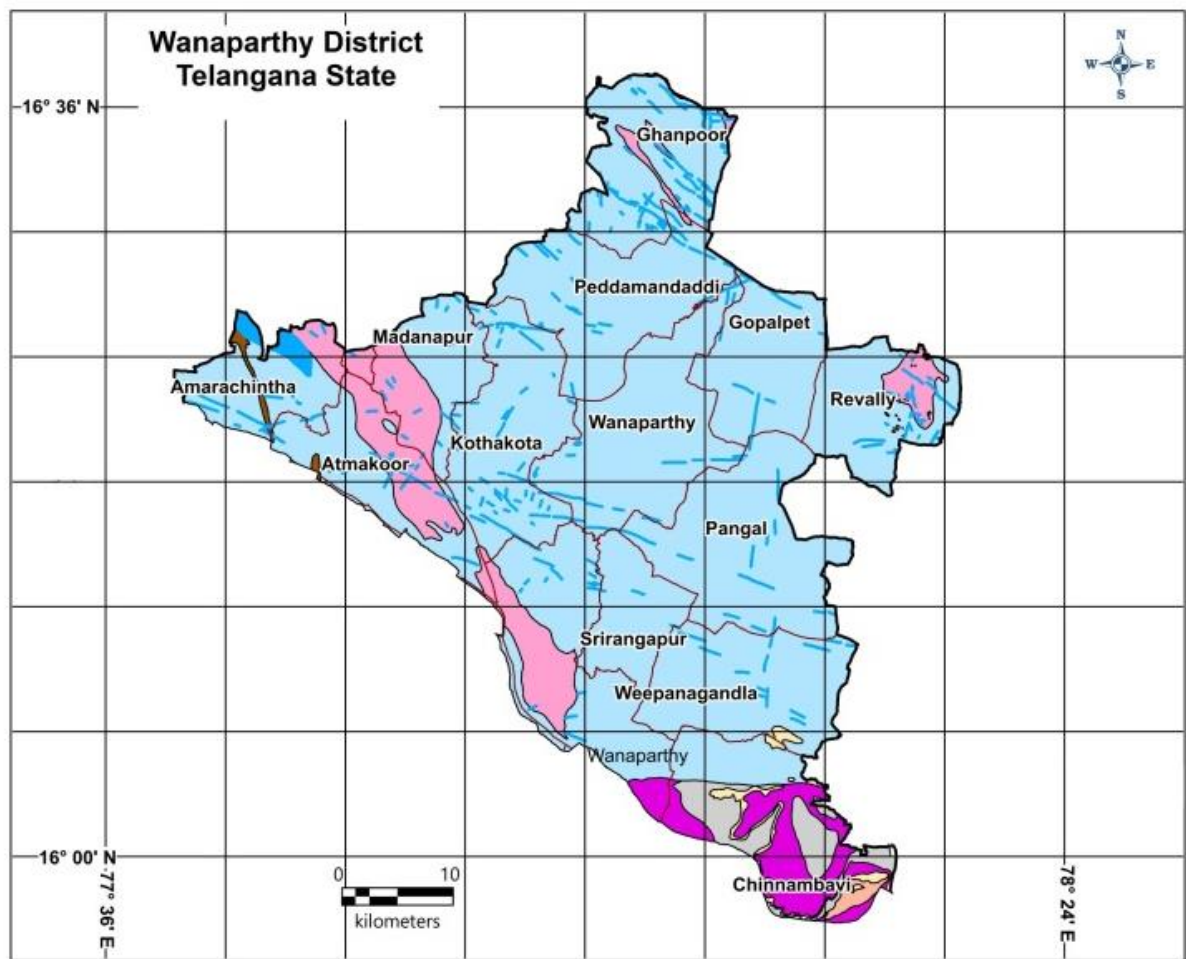 Wanaparthy District
Telangana State
N
W E
S
16° 36' N
Ghanpoor
Peddamandaddi
Gopalpet
Madanapur
Amarachintha
Revally
Wanaparthy
Kothakota
Atmakoor
Pangal
Srirangapur
Weepanagandla
Wanaparthy
16° 00' N
Chinnambavi
0 10
kilometers
77° 36' E
78° 24' E